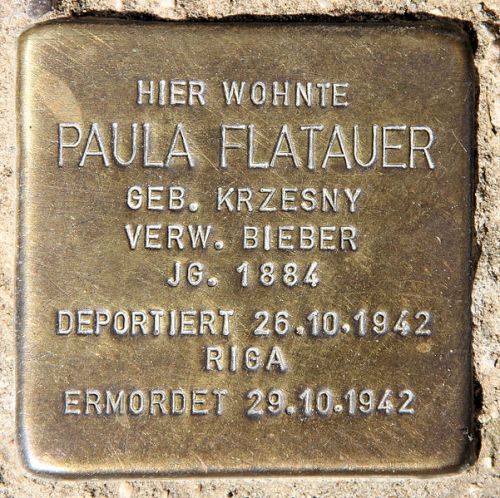 HIER WOHNTE
PAULA FLATAUER
GEB. KRZESNY
VERW. BIEBER
JG. 1884
DEPORTIERT 26.10.1942
RIGA
ERMORDET 29.10.1942